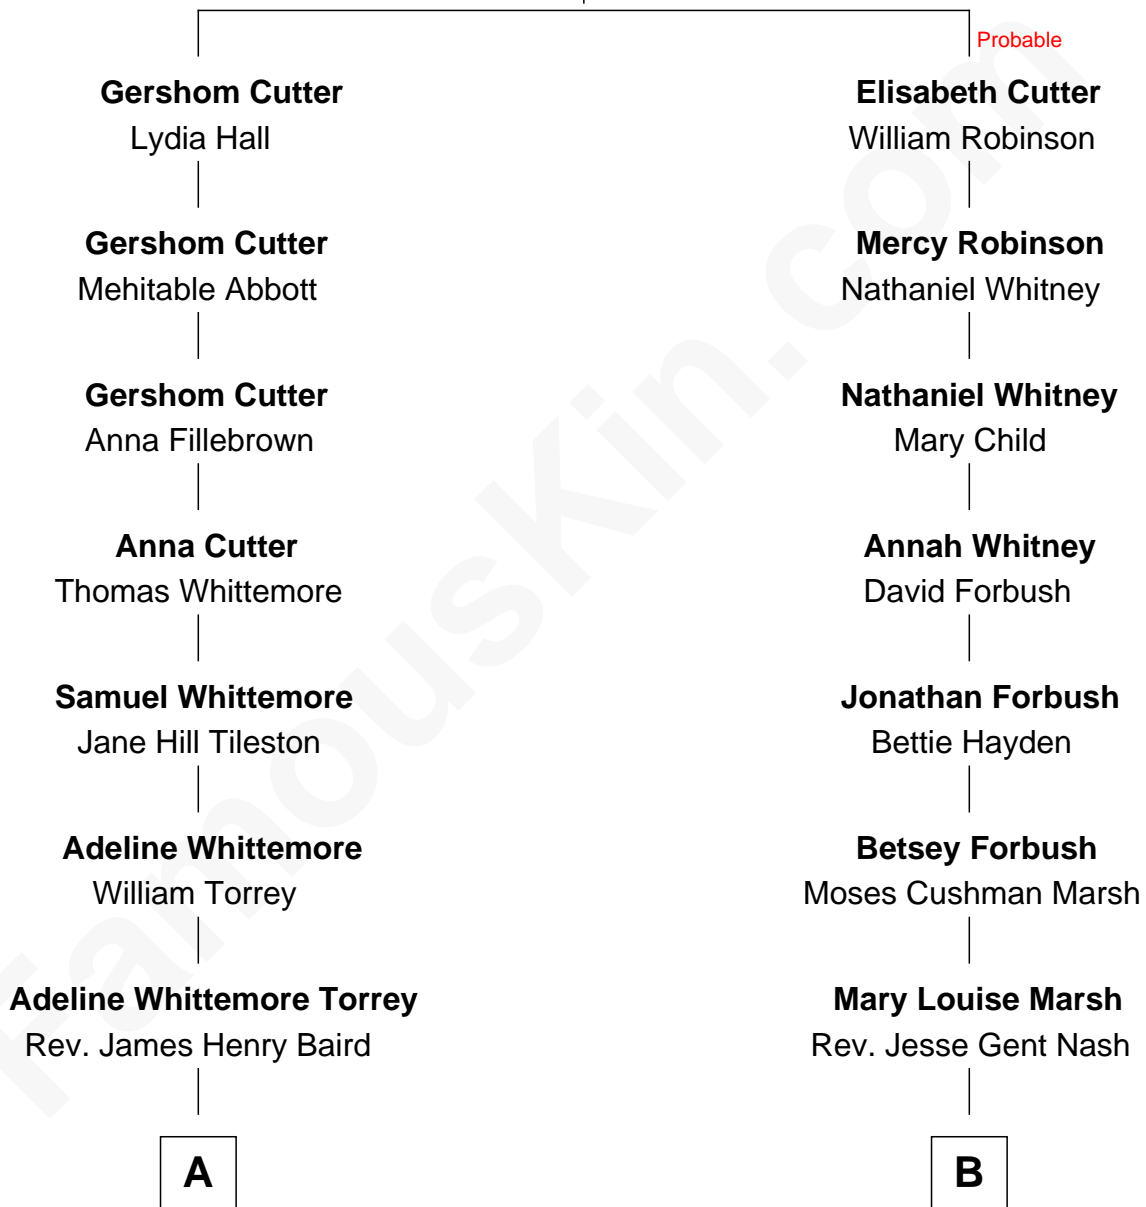 Probable
Gershom Cutter
Lydia Hall
Gershom Cutter
Mehitable Abbott
Gershom Cutter
Anna Fillebrown
Anna Cutter
Thomas Whittemore
Samuel Whittemore
Jane Hill Tileston
Adeline Whittemore
William Torrey
Adeline Whittemore Torrey
Rev. James Henry Baird
A
Elisabeth Cutter
William Robinson
Mercy Robinson
Nathaniel Whitney
Nathaniel Whitney
Mary Child
Annah Whitney
David Forbush
Jonathan Forbush
Bettie Hayden
Betsey Forbush
Moses Cushman Marsh
Mary Louise Marsh
Rev. Jesse Gent Nash
B
FamousKin.com